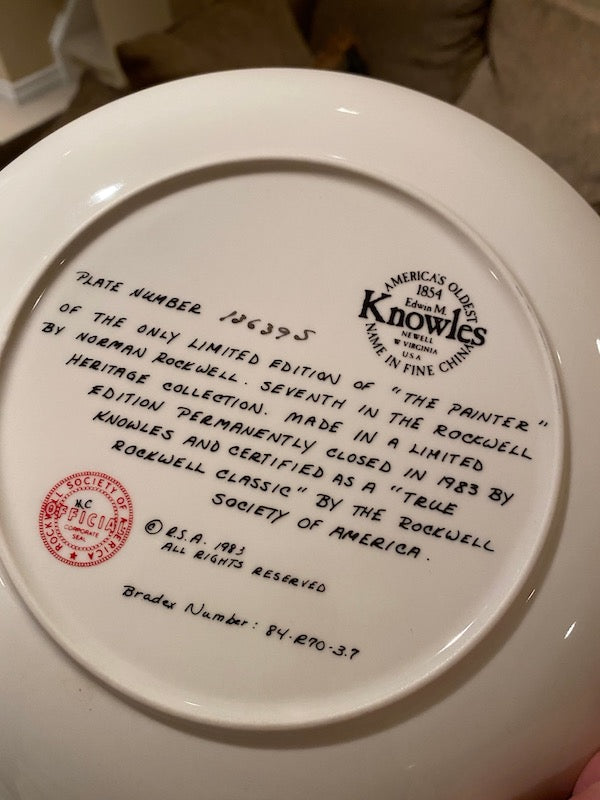 PLATE NUMBER 136395
OF THE ONLY LIMITED EDITION OF "THE PAINTER"
BY NORMAN ROCKWELL. SEVENTH IN THE ROCKWELL
HERITAGE COLLECTION. MADE IN A LIMITED
EDITION PERMANENTLY CLOSED IN 1983 BY
KNOWLES AND CERTIFIED AS A "TRUE
ROCKWELL CLASSIC" BY THE ROCKWELL
SOCIETY OF AMERICA.
AMERICA'S OLDEST
1854
Edwin M.
Knowles
NEWELL
W VIRGINIA
USA
NAME IN FINE CHINA
ROCKWELL SOCIETY OF AMERICA
M.C
OFFICIAL
CORPORATE
SEAL
© R.S.A. 1983
ALL RIGHTS RESERVED
Bradex Number: 84-R70-3.7